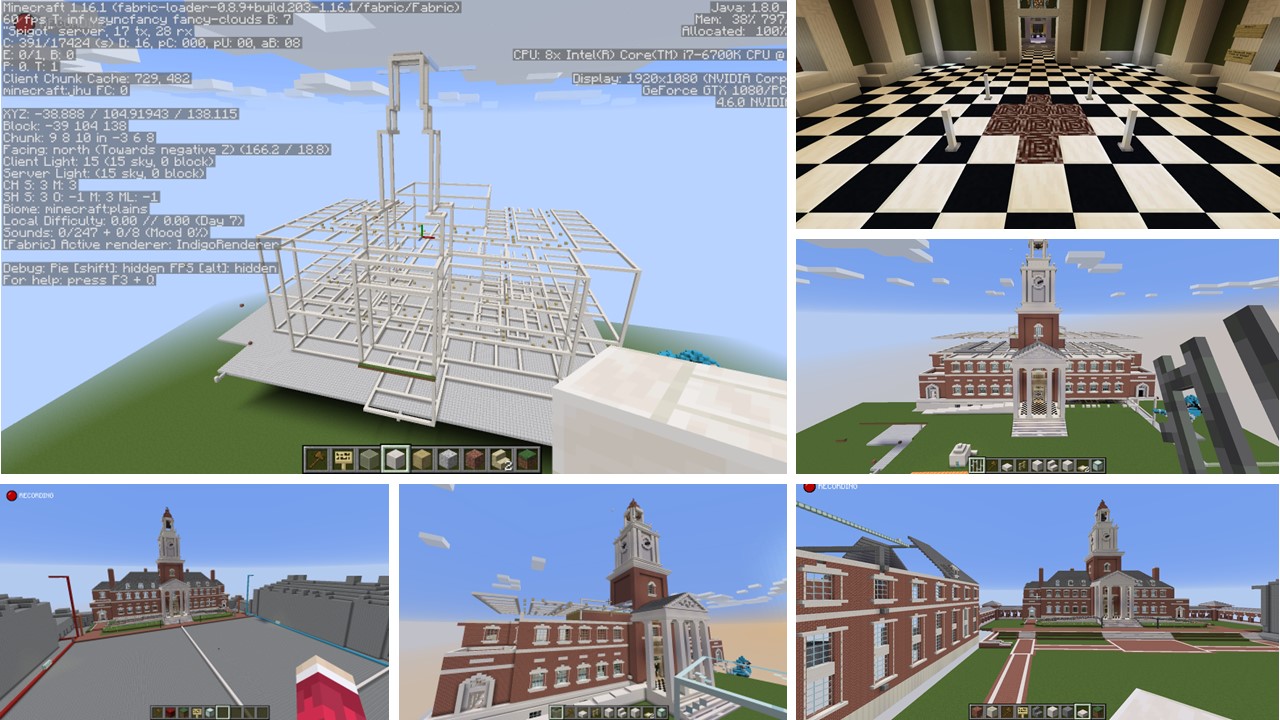 Minecraft 1.16.1 (fabric-loader-0.8.9+build.203-1.16.1/fabric/Fabric)
60 fps T: inf vsyncfancy fancy-clouds B: 7
"Spigot" server, 17 tx, 28 rx
C: 391/17424 (s) D: 16, pC: 000, pU: 00, aB: 08
E: 0/1, B: 0
P: 0. T: 1
Client Chunk Cache: 729, 482
minecraft:jhu FC: 0
XYZ: -38.888 / 104.91943 / 138.115
Block: -39 104 138
Chunk: 9 8 10 in -3 6 8
Facing: north (Towards negative Z) (166.2 / 18.8)
Client Light: 15 (15 sky, 0 block)
Server Light: (15 sky, 0 block)
CH S: 3 M: 3
SH S: 3 O: -1 M: 3 ML: -1
Biome: minecraft:plains
Local Difficulty: 0.00 // 0.00 (Day 7)
Sounds: 0/247 + 0/8 (Mood 0%)
[Fabric] Active renderer: IndigoRenderer
Debug: Pie [shift]: hidden FPS [alt]: hidden
For help: press F3 + Q
Java: 1.8.0_
Mem: 38% 797
Allocated: 100%
CPU: 8x Intel(R) Core(TM) i7-6700K CPU @
Display: 1920x1080 (NVIDIA Corp
GeForce GTX 1080/PC
4.6.0 NVIDI
2
RECORDING
RECORDING